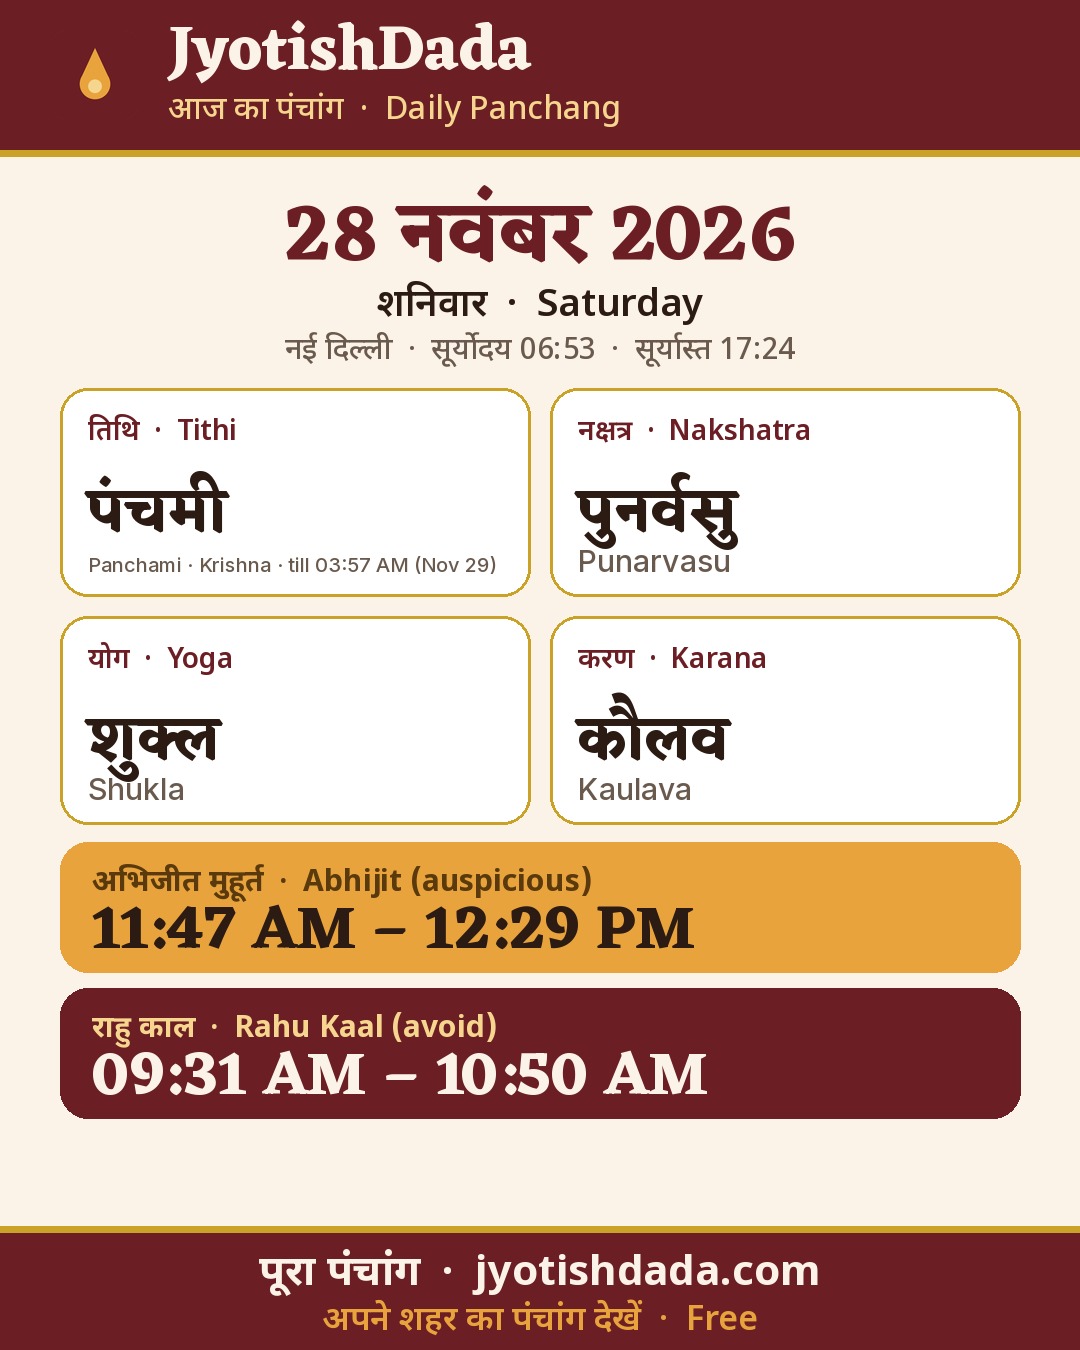 JyotishDada
आज का पंचांग · Daily Panchang
28 नवंबर 2026
शनिवार · Saturday
नई दिल्ली · सूर्योदय 06:53 · सूर्यास्त 17:24
तिथि · Tithi
पंचमी
Panchami · Krishna · till 03:57 AM (Nov 29)
नक्षत्र · Nakshatra
पुनर्वसु
Punarvasu
योग · Yoga
शुक्ल
Shukla
करण · Karana
कौलव
Kaulava
अभिजीत मुहूर्त · Abhijit (auspicious)
11:47 AM – 12:29 PM
राहु काल · Rahu Kaal (avoid)
09:31 AM – 10:50 AM
पूरा पंचांग · jyotishdada.com
अपने शहर का पंचांग देखें · Free